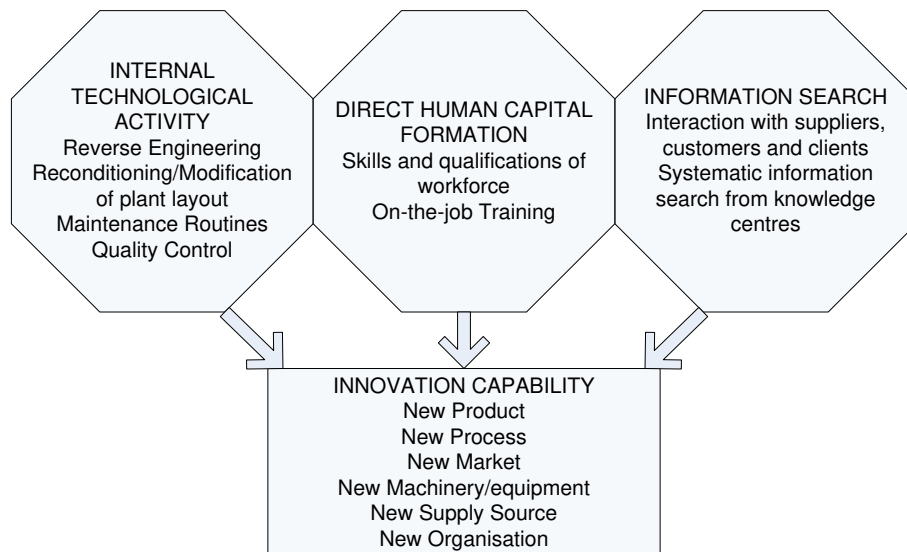 INTERNAL
TECHNOLOGICAL
ACTIVITY
Reverse Engineering
Reconditioning/Modification
of plant layout
Maintenance Routines
Quality Control
DIRECT HUMAN CAPITAL
FORMATION
Skills and qualifications of
workforce
On-the-job Training
INFORMATION SEARCH
Interaction with suppliers,
customers and clients
Systematic information
search from knowledge
centres
INNOVATION CAPABILITY
New Product
New Process
New Market
New Machinery/equipment
New Supply Source
New Organisation